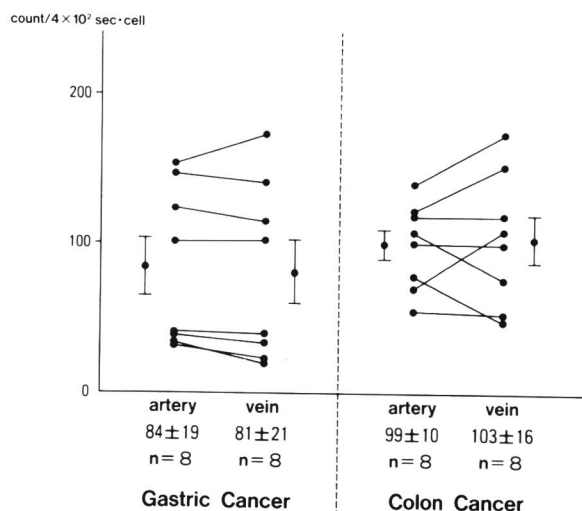 count/4×10² sec·cell
200
100
0
artery vein artery vein
84±19 81±21 99±10 103±16
n=8 n=8 n=8 n=8
Gastric Cancer Colon Cancer